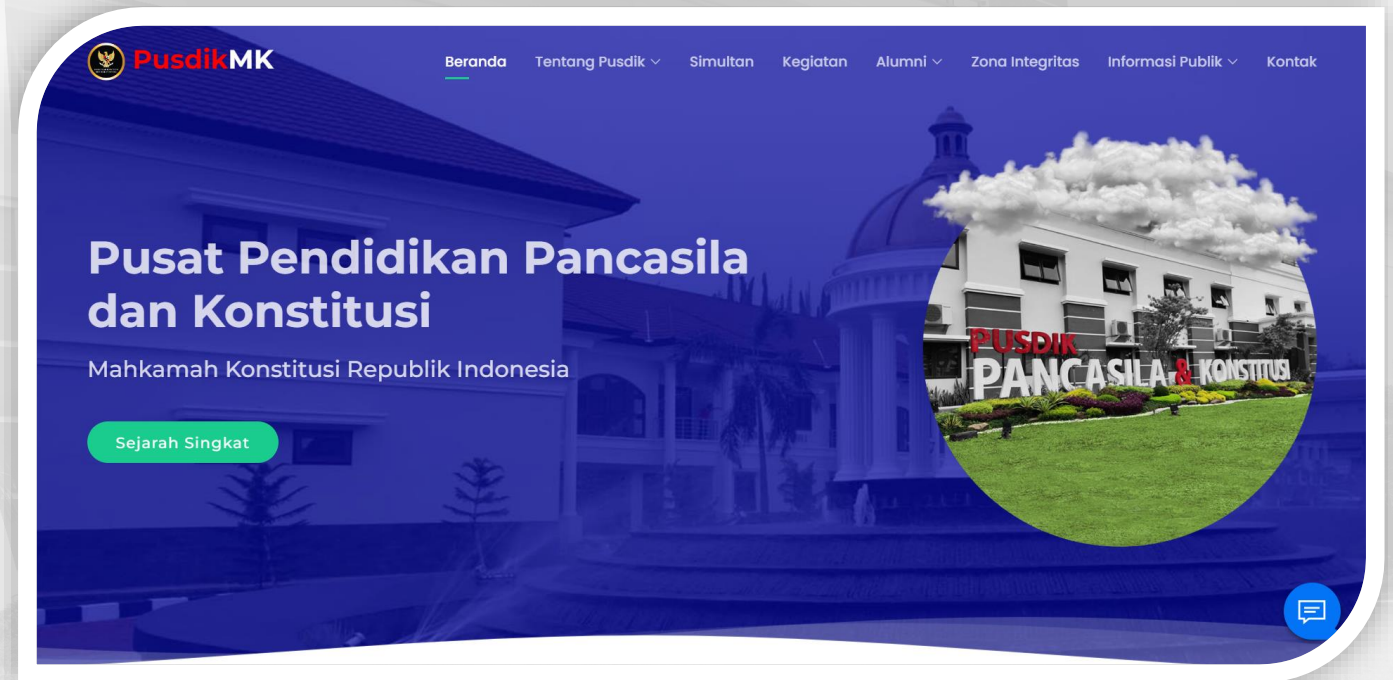 PusdikMK
Beranda Tentang Pusdik Simultan Kegiatan Alumni Zona Integritas Informasi Publik Kontak
Pusat Pendidikan Pancasila
dan Konstitusi
Mahkamah Konstitusi Republik Indonesia
Sejarah Singkat
PUSDIK
PANCASILA & KONSTITUSI